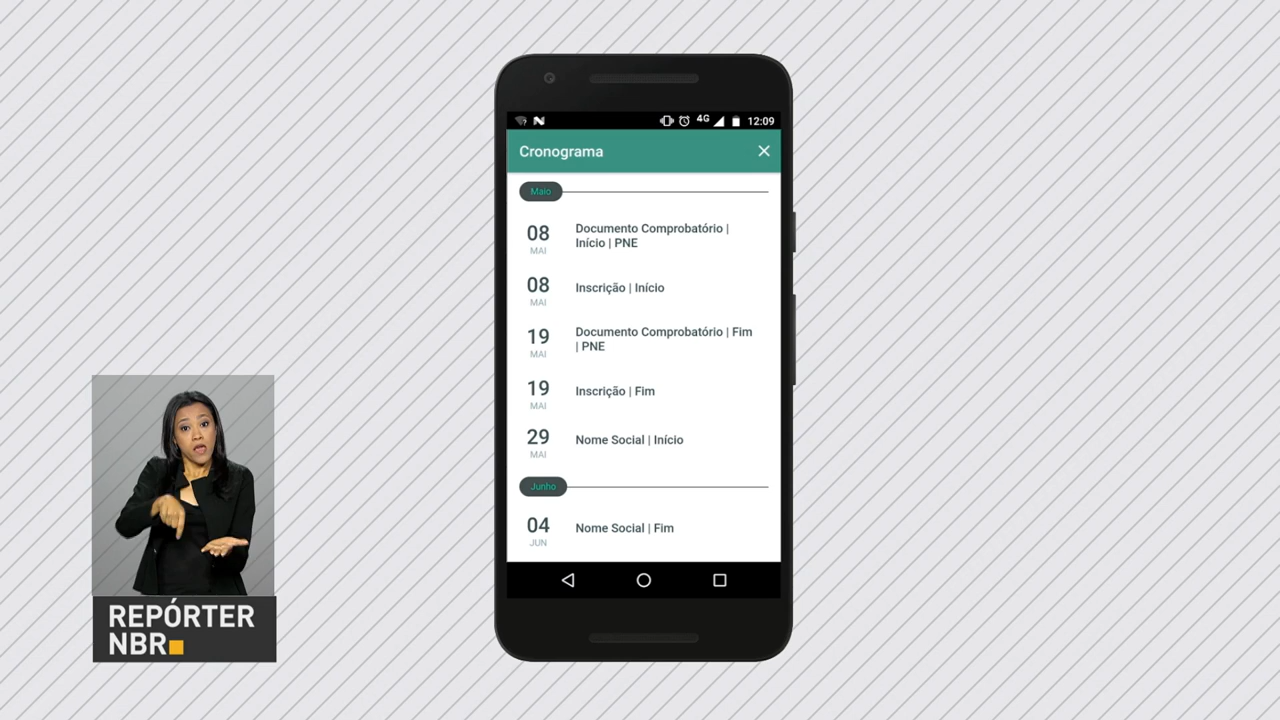 4G 12:09
Cronograma
Maio
08 MAI
Documento Comprobatório |
Início | PNE
08 MAI
Inscrição | Início
19 MAI
Documento Comprobatório | Fim
| PNE
19 MAI
Inscrição | Fim
29 MAI
Nome Social | Início
Junho
04 JUN
Nome Social | Fim
REPÓRTER
NBR